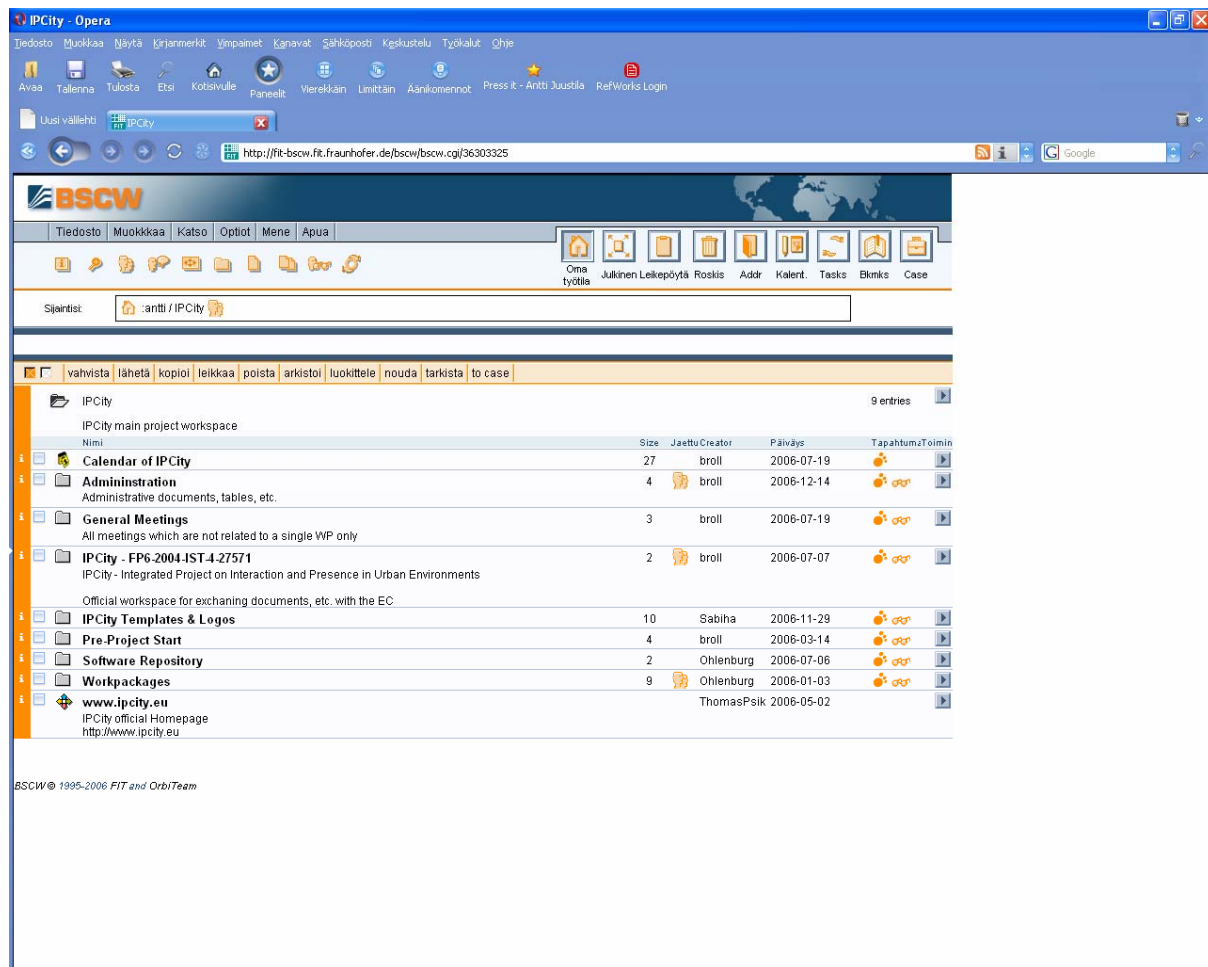 IPCity - Opera
Tiedosto Muokkaa Näytä Kirjanmerkit Vimpaimet Kanavat Sähköposti Keskustelu Työkalut Ohje
Avaa Tallenna Tulosta Etsi Kotisivulle Paneelit Vierekkäin Limittäin Äänikomennot Press it - Antti Juustila RefWorks Login
Uusi välilehti FIT IPCity
FIT http://fit-bscw.fit.fraunhofer.de/bscw/bscw.cgi/36303325 G Google
BSCW
Tiedosto Muokkkaa Katso Optiot Mene Apua
Oma työtila Julkinen Leikepöytä Roskis Addr Kalent. Tasks Bkmks Case
Sijaintisi: :antti / IPCity
vahvista lähetä kopioi leikkaa poista arkistoi luokittele nouda tarkista to case
IPCity 9 entries
IPCity main project workspace
Nimi Size Jaettu Creator Päiväys Tapahtuma Toimin
Calendar of IPCity 27 broll 2006-07-19
Admininstration 4 broll 2006-12-14
Administrative documents, tables, etc.
General Meetings 3 broll 2006-07-19
All meetings which are not related to a single WP only
IPCity - FP6-2004-IST-4-27571 2 broll 2006-07-07
IPCity - Integrated Project on Interaction and Presence in Urban Environments
Official workspace for exchaning documents, etc. with the EC
IPCity Templates & Logos 10 Sabiha 2006-11-29
Pre-Project Start 4 broll 2006-03-14
Software Repository 2 Ohlenburg 2006-07-06
Workpackages 9 Ohlenburg 2006-01-03
www.ipcity.eu ThomasPsik 2006-05-02
IPCity official Homepage
http://www.ipcity.eu
BSCW © 1995-2006 FIT and OrbiTeam